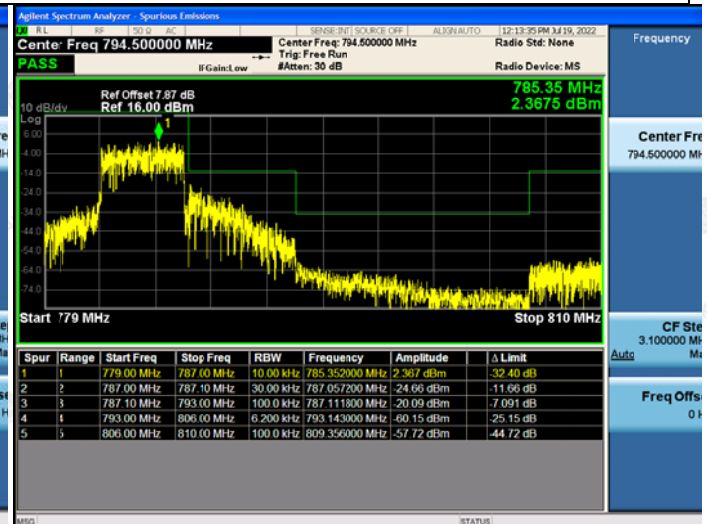 Agilent Spectrum Analyzer - Spurious Emissions
RL RF 50 Ω AC SENSE:INT SOURCE OFF ALIGN AUTO 12:13:35 PM Jul 19, 2022
Center Freq 794.500000 MHz
Center Freq: 794.500000 MHz
Radio Std: None
Trig: Free Run
PASS
IFGain:Low
#Atten: 30 dB
Radio Device: MS
Frequency
Ref Offset 7.87 dB
785.35 MHz
10 dB/dv
Ref 16.00 dBm
2.3675 dBm
Log
1
6.00
-4.00
-14.0
-24.0
-34.0
-44.0
-54.0
-64.0
-74.0
Start 779 MHz
Stop 810 MHz
Center Fre
794.500000 MH
CF Ste
3.100000 MH
Auto Ma
Freq Offs
0 H
Spur Range Start Freq Stop Freq RBW Frequency Amplitude Δ Limit
1 1 779.00 MHz 787.00 MHz 10.00 kHz 785.352000 MHz 2.367 dBm -32.40 dB
2 2 787.00 MHz 787.10 MHz 30.00 kHz 787.057200 MHz -24.66 dBm -11.66 dB
3 3 787.10 MHz 793.00 MHz 100.0 kHz 787.111800 MHz -20.09 dBm -7.091 dB
4 4 793.00 MHz 806.00 MHz 6.200 kHz 793.143000 MHz -60.15 dBm -25.15 dB
5 5 806.00 MHz 810.00 MHz 100.0 kHz 809.356000 MHz -57.72 dBm -44.72 dB
MSG
STATUS